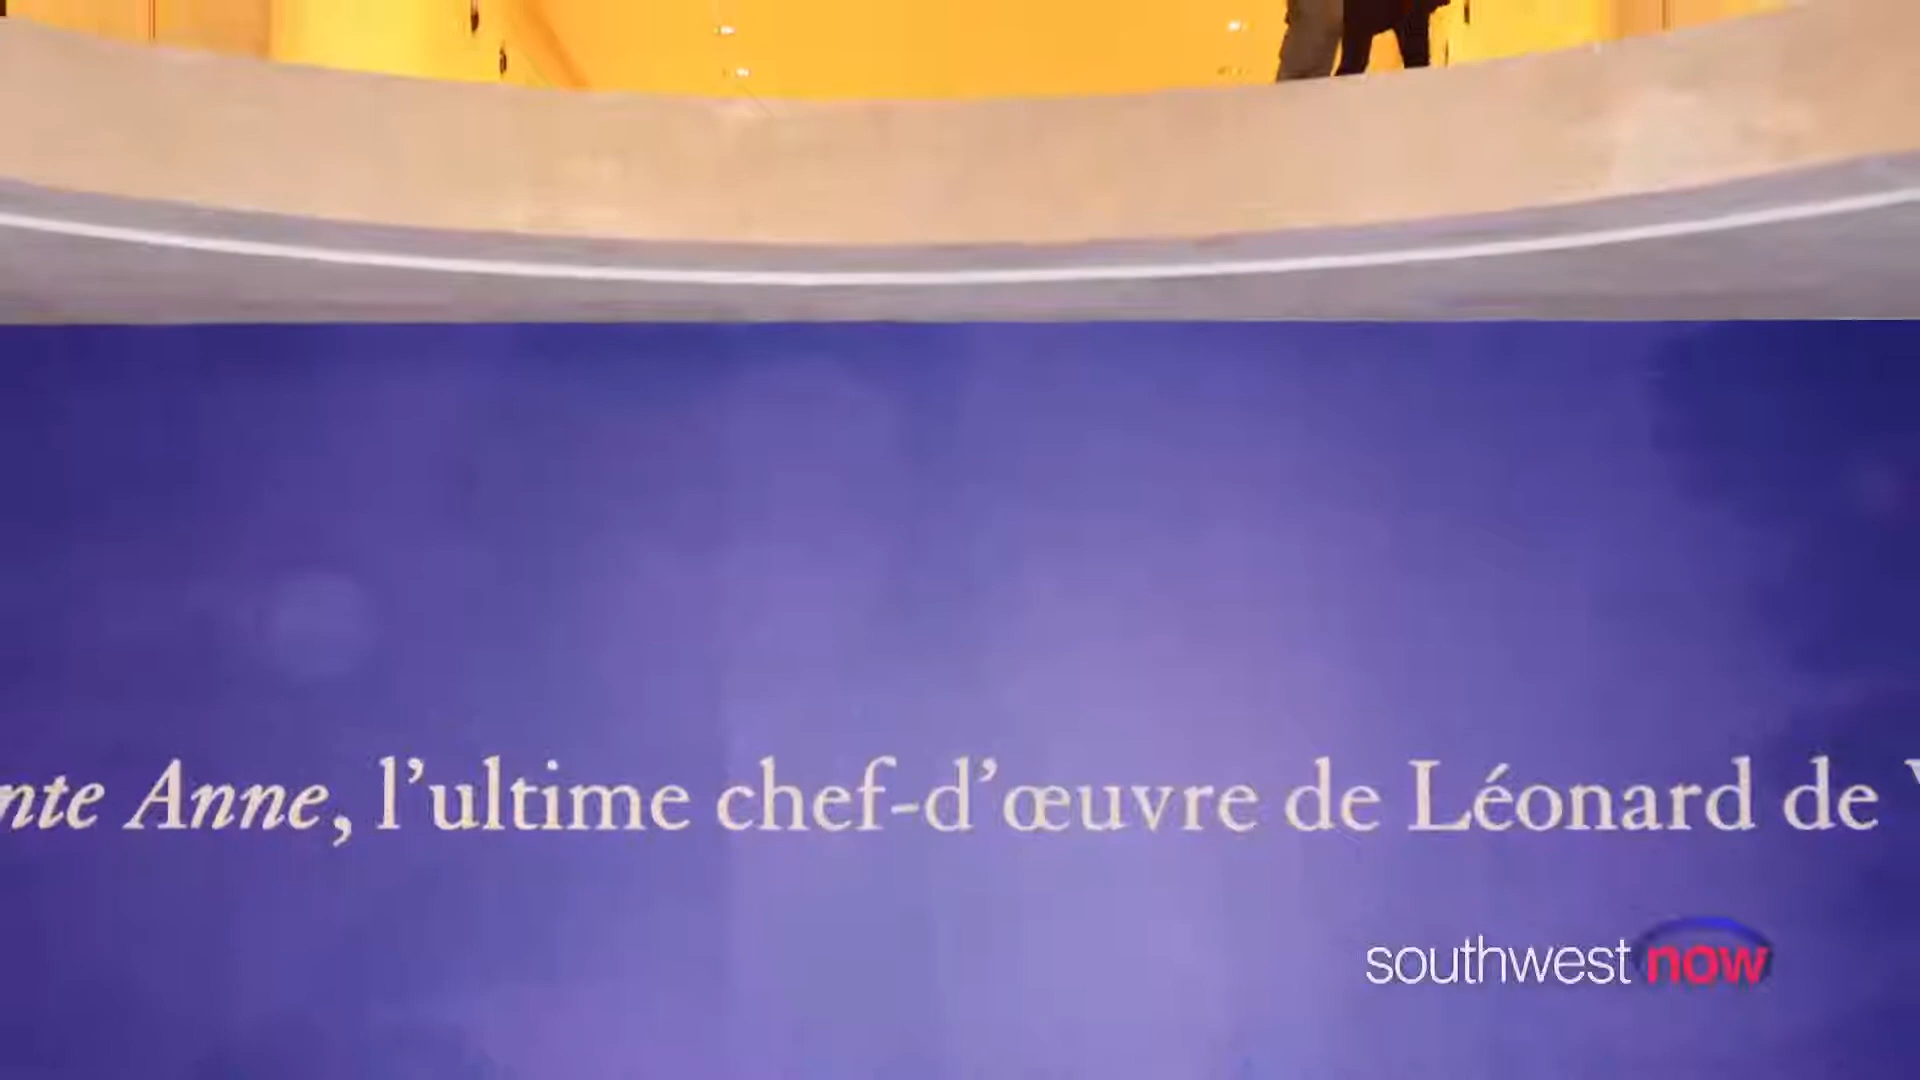 nte Anne, l’ultime chef-d’œuvre de Léonard de
southwest now